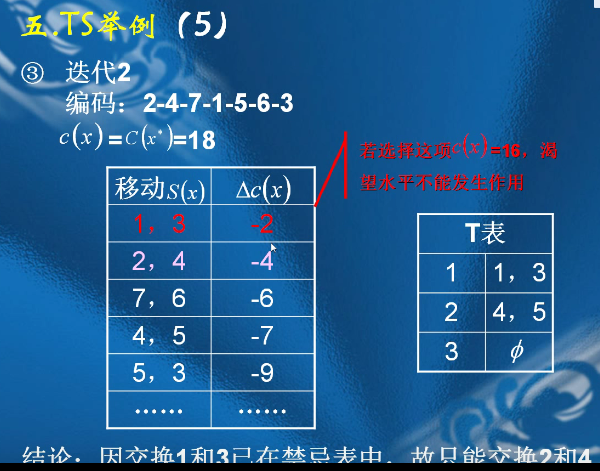 五.TS举例（5）
③ 迭代2
编码：2-4-7-1-5-6-3
c(x)=C(x*)=18
若选择这项c(x)=16，渴
望水平不能发生作用
移动S(x) Δc(x)
1，3 -2
2，4 -4
7，6 -6
4，5 -7
5，3 -9
…… ……
T表
1 1，3
2 4，5
3 ϕ
结论：因交换1和3已在禁忌表中，故只能交换2和4